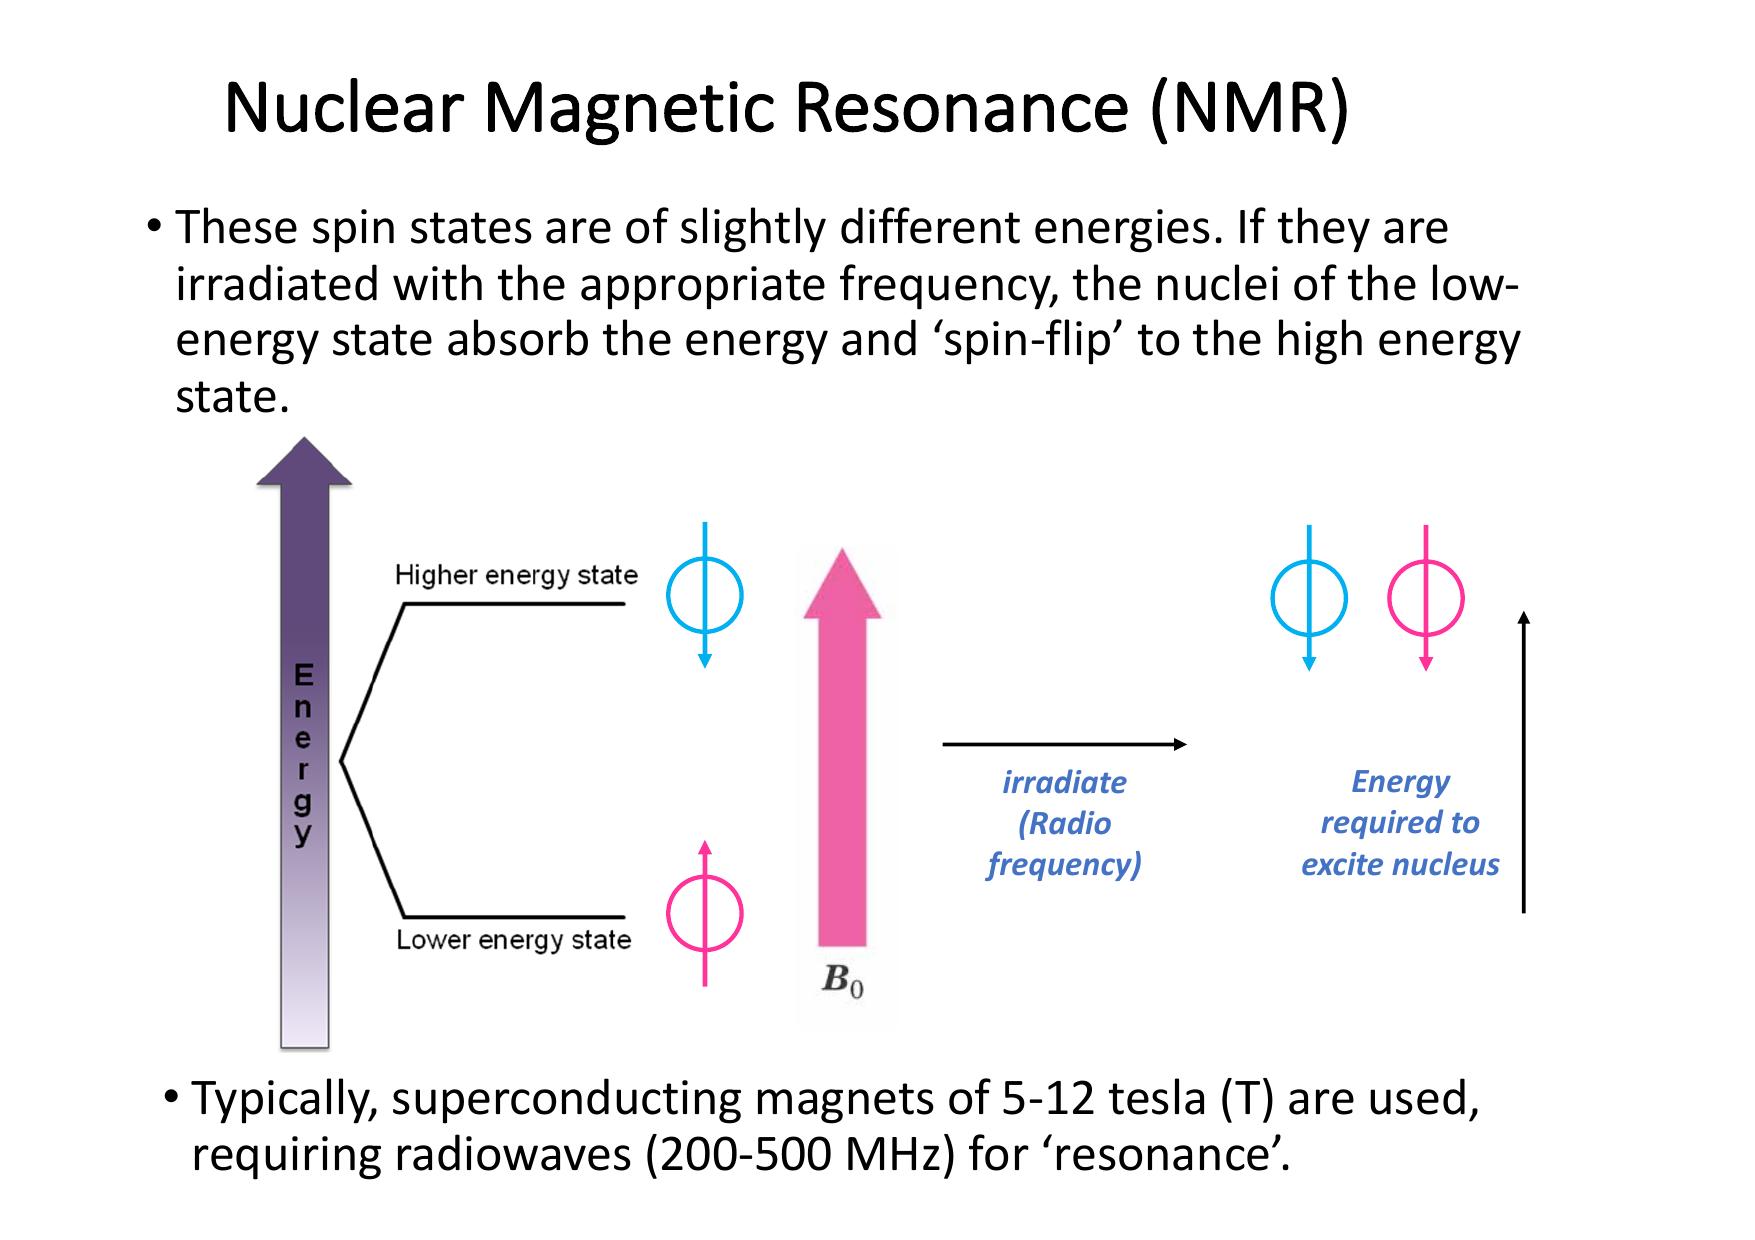 Nuclear Magnetic Resonance (NMR)
• These spin states are of slightly different energies. If they are
irradiated with the appropriate frequency, the nuclei of the low-
energy state absorb the energy and ‘spin-flip’ to the high energy
state.
Energy
Higher energy state
Lower energy state
B0
irradiate
(Radio
frequency)
Energy
required to
excite nucleus
• Typically, superconducting magnets of 5-12 tesla (T) are used,
requiring radiowaves (200-500 MHz) for ‘resonance’.